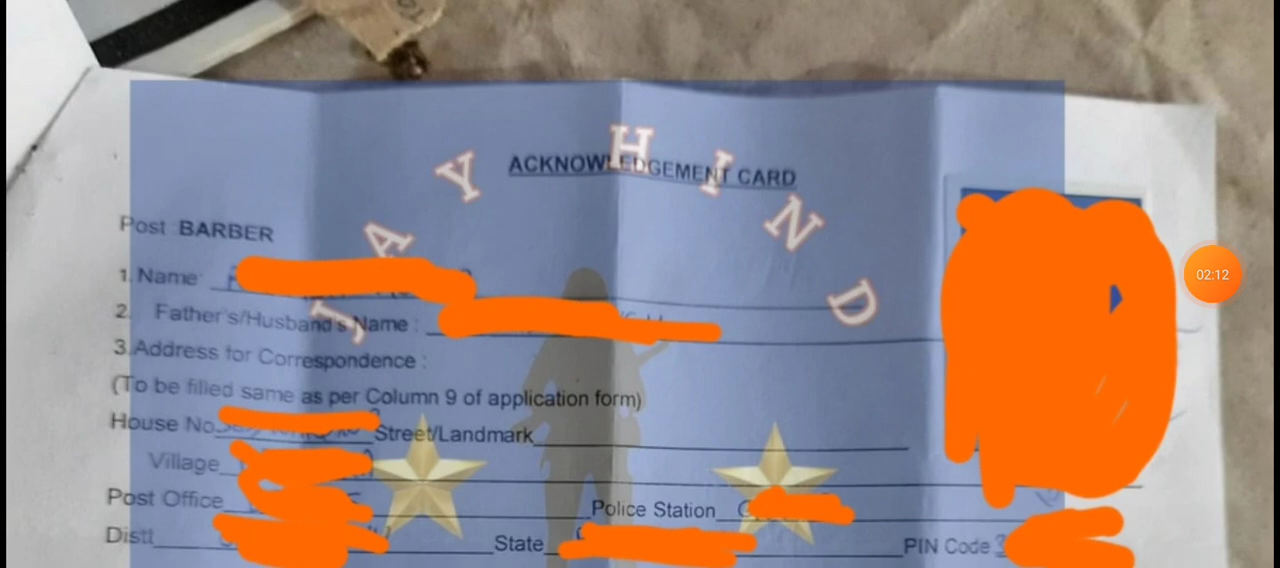 JAY HIND
ACKNOWLEDGEMENT CARD
Post BARBER
1. Name:
2. Father's/Husband's Name :
3. Address for Correspondence :
(To be filled same as per Column 9 of application form)
House No. Street/Landmark
Village
Post Office Police Station
Distt State PIN Code
02:12